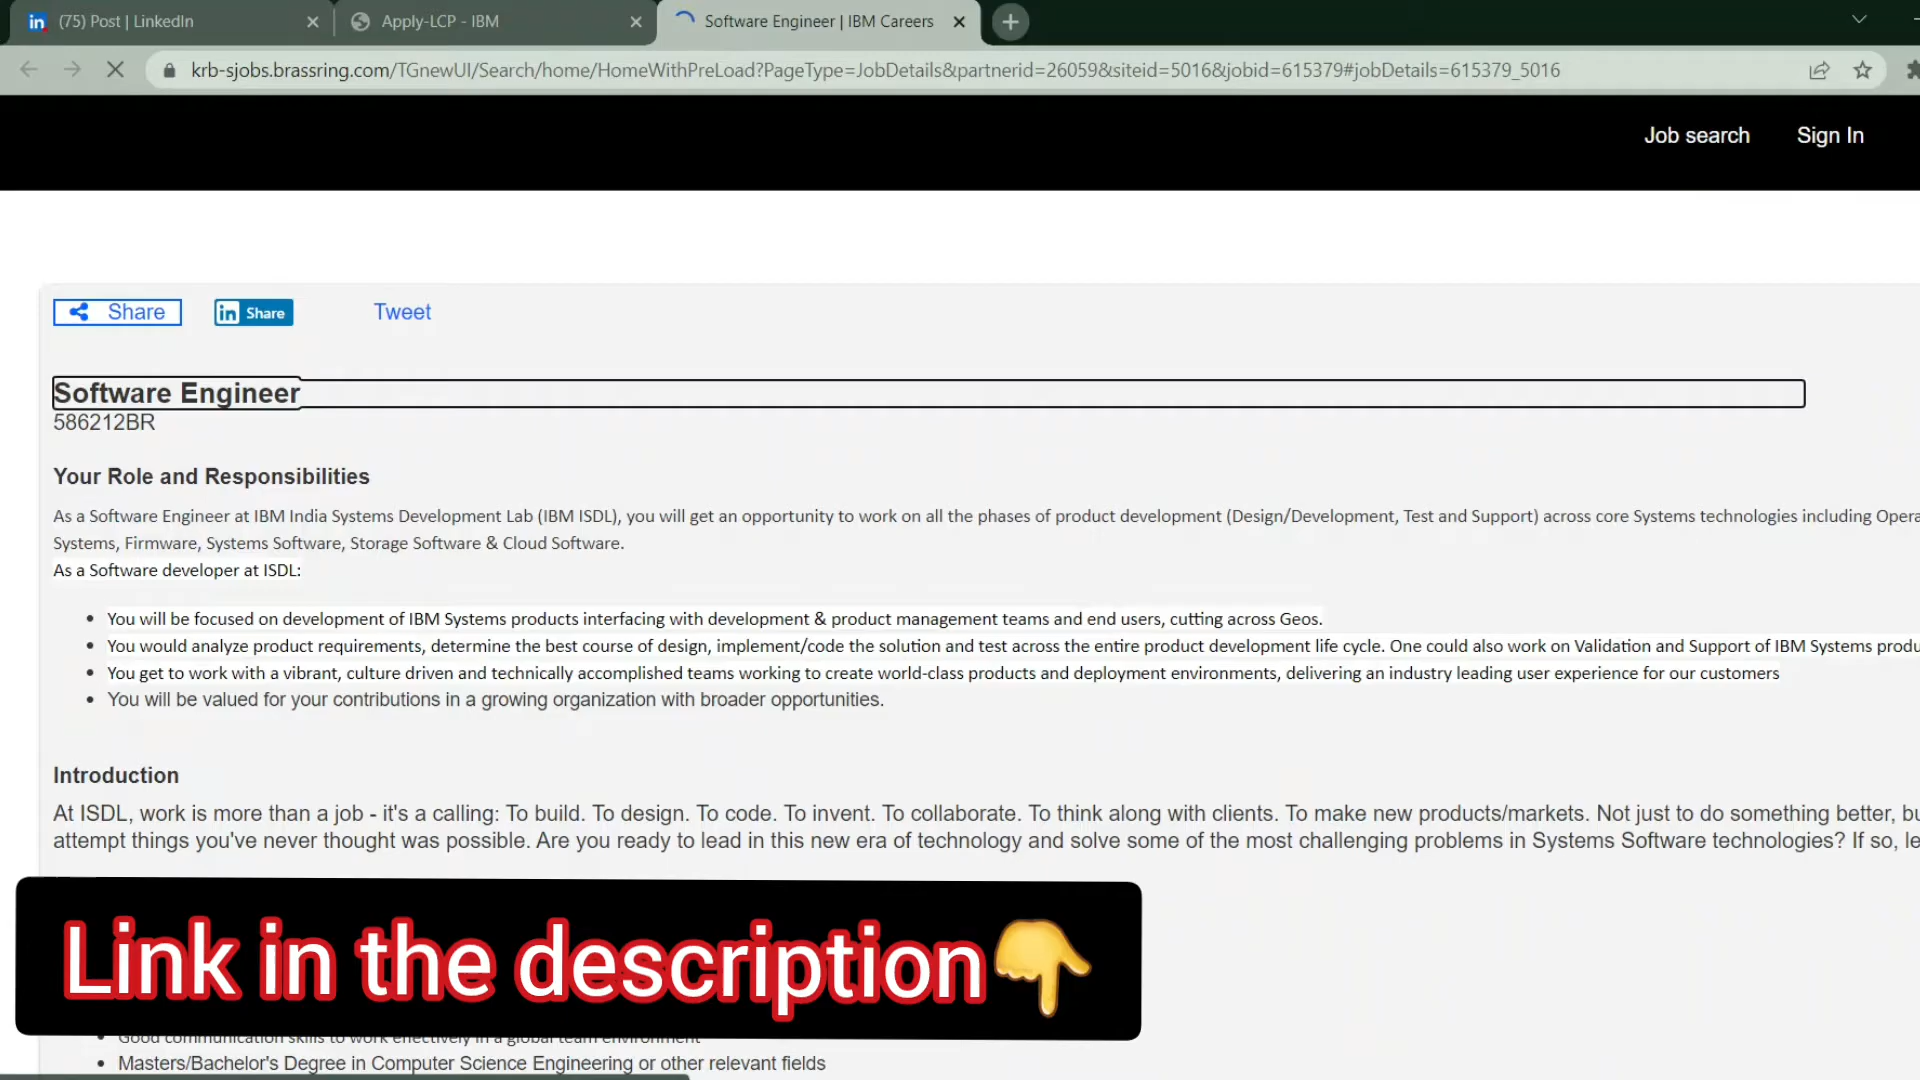 (75) Post | LinkedIn
Apply-LCP - IBM
Software Engineer | IBM Careers
krb-sjobs.brassring.com/TGnewUI/Search/home/HomeWithPreLoad?PageType=JobDetails&partnerid=26059&siteid=5016&jobid=615379#jobDetails=615379_5016
Job search
Sign In
Share
in Share
Tweet
Software Engineer
586212BR
Your Role and Responsibilities
As a Software Engineer at IBM India Systems Development Lab (IBM ISDL), you will get an opportunity to work on all the phases of product development (Design/Development, Test and Support) across core Systems technologies including Opera
Systems, Firmware, Systems Software, Storage Software & Cloud Software.
As a Software developer at ISDL:
• You will be focused on development of IBM Systems products interfacing with development & product management teams and end users, cutting across Geos.
• You would analyze product requirements, determine the best course of design, implement/code the solution and test across the entire product development life cycle. One could also work on Validation and Support of IBM Systems produ
• You get to work with a vibrant, culture driven and technically accomplished teams working to create world-class products and deployment environments, delivering an industry leading user experience for our customers
• You will be valued for your contributions in a growing organization with broader opportunities.
Introduction
At ISDL, work is more than a job - it's a calling: To build. To design. To code. To invent. To collaborate. To think along with clients. To make new products/markets. Not just to do something better, bu
attempt things you've never thought was possible. Are you ready to lead in this new era of technology and solve some of the most challenging problems in Systems Software technologies? If so, le
Link in the description👇
• Good communication skills to work effectively in a global team environment
• Masters/Bachelor's Degree in Computer Science Engineering or other relevant fields